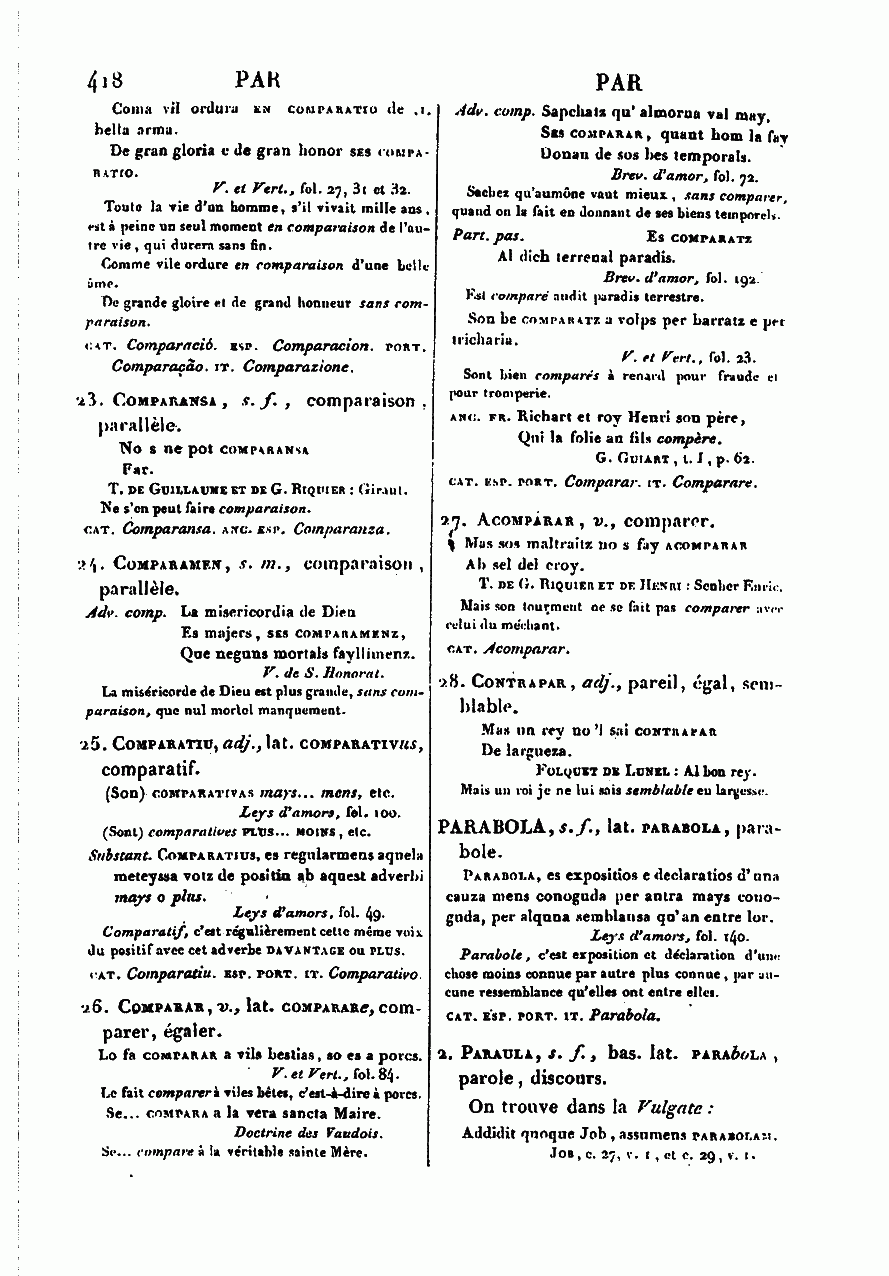 418 PAR PAR
Coma vil ordura EN COMPARATIO de .I.
bella arma.
De gran gloria e de gran honor SES COMPA-
RATIO.
V. et Vert., fol. 27, 31 et 32.
Toute la vie d'un homme, s'il vivait mille ans,
est à peine un seul moment en comparaison de l'au-
tre vie, qui durera sans fin.
Comme vile ordure en comparaison d'une belle
âme.
De grande gloire et de grand honneur sans com-
paraison.
CAT. Comparació. ESP. Comparacion. PORT.
Comparação. IT. Comparazione.
23. COMPARANSA, s. f., comparaison,
parallèle.
No s ne pot COMPARANSA
Far.
T. DE GUILLAUME ET DE G. RIQUIER : Giraut.
Ne s'en peut faire comparaison.
CAT. Comparansa. ANC. ESP. Comparanza.
24. COMPARAMEN, s. m., comparaison,
parallèle.
Adv. comp. La misericordia de Dieu
Es majers, SES COMPARAMENZ,
Que neguns mortals fayllimenz.
V. de S. Honorat.
La miséricorde de Dieu est plus grande, sans com-
paraison, que nul mortel manquement.
25. COMPARATIU, adj., lat. COMPARATIVUS,
comparatif.
(Son) COMPARATIVAS mays... mens, etc.
Leys d'amors, fol. 100.
(Sont) comparatives PLUS... MOINS, etc.
Substant. COMPARATIUS, es regularmens aquela
meteyssa votz de positiu ab aquest adverbi
mays o plus.
Leys d'amors, fol. 49.
Comparatif, c'est régulièrement cette même voix
du positif avec cet adverbe DAVANTAGE ou PLUS.
CAT. Comparatiu. ESP. PORT. IT. Comparativo.
26. COMPARAR, v., lat. COMPARARe, com-
parer, égaler.
Lo fa COMPARAR a vils bestias, so es a porcs.
V. et Vert., fol. 84.
Le fait comparer à viles bêtes, c'est-à-dire à porcs.
Se... COMPARA a la vera sancta Maire.
Doctrine des Vaudois.
Se... compare à la véritable sainte Mère.
Adv. comp. Sapchatz qu'almorna val may,
SES COMPARAR, quant hom la fay
Donan de sos bes temporals.
Brev. d'amor, fol. 72.
Sachez qu'aumône vaut mieux, sans comparer,
quand on la fait en donnant de ses biens temporels.
Part. pas. Es COMPARATZ
Al dich terrenal paradis.
Brev. d'amor, fol. 192.
Est comparé audit paradis terrestre.
Son be COMPARATZ a volps per barratz e per
tricharia.
V. et Vert., fol. 23.
Sont bien comparés à renard pour fraude et
pour tromperie.
ANC. FR. Richart et roy Henri son père,
Qui la folie au fils compère.
G. GUIART, t. I, p. 62.
CAT. ESP. PORT. Comparar. IT. Comparare.
27. ACOMPARAR, v., comparer.
Mas sos maltraitz no s fay ACOMPARAR
Ab sel del croy.
T. DE G. RIQUIER ET DE HENRI : Senher Enric.
Mais son tourment ne se fait pas comparer avec
celui du méchant.
CAT. Acomparar.
28. CONTRAPAR, adj., pareil, égal, sem-
blable.
Mas un rey no'l sai CONTRAPAR
De largueza.
FOLQUET DE LUNEL : Al bon rey.
Mais un roi je ne lui sais semblable en largesse.
PARABOLA, s. f., lat. PARABOLA, para-
bole.
PARABOLA, es expositios e declaratios d'una
cauza mens conoguda per autra mays cono-
guda, per alquna semblansa qu'an entre lor.
Leys d'amors, fol. 140.
Parabole, c'est exposition et déclaration d'une
chose moins connue par autre plus connue, par au-
cune ressemblance qu'elles ont entre elles.
CAT. ESP. PORT. IT. Parabola.
2. PARAULA, s. f., bas. lat. PARAboLA,
parole, discours.
On trouve dans la Vulgate :
Addidit quoque Job, assumens PARABOLAM.
JOB, c. 27, v. 1, et c. 29, v. 1.